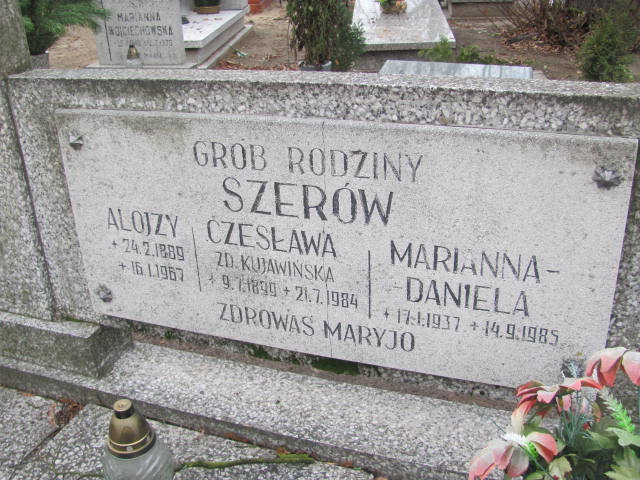 MARIANNA
WOJCIECHOWSKA
GRÓB RODZINY
SZERÓW
ALOJZY
+ 24.2.1889
+ 16.1.1967
CZESŁAWA
ZD. KUJAWIŃSKA
+ 9.7.1899 + 21.7.1984
MARIANNA-
-DANIELA
+ 17.1.1937 + 14.9.1985
ZDROWAŚ MARYJO